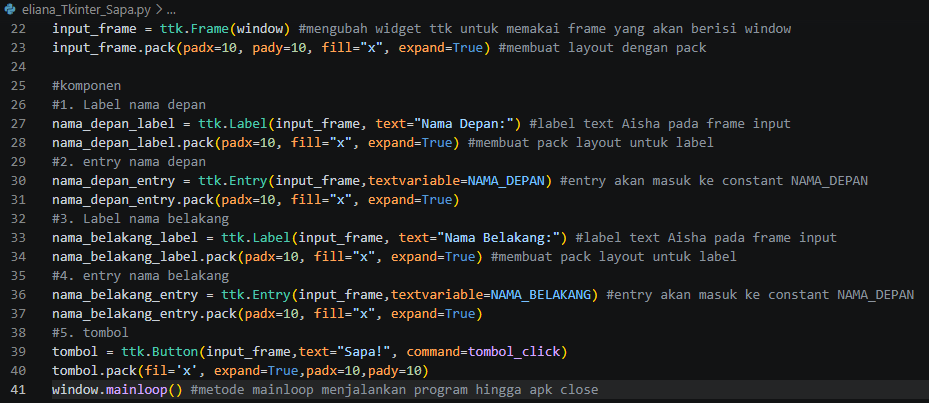 eliana_Tkinter_Sapa.py > ...
22 input_frame = ttk.Frame(window) #mengubah widget ttk untuk memakai frame yang akan berisi window
23 input_frame.pack(padx=10, pady=10, fill="x", expand=True) #membuat layout dengan pack
24
25 #komponen
26 #1. Label nama depan
27 nama_depan_label = ttk.Label(input_frame, text="Nama Depan:") #label text Aisha pada frame input
28 nama_depan_label.pack(padx=10, fill="x", expand=True) #membuat pack layout untuk label
29 #2. entry nama depan
30 nama_depan_entry = ttk.Entry(input_frame,textvariable=NAMA_DEPAN) #entry akan masuk ke constant NAMA_DEPAN
31 nama_depan_entry.pack(padx=10, fill="x", expand=True)
32 #3. Label nama belakang
33 nama_belakang_label = ttk.Label(input_frame, text="Nama Belakang:") #label text Aisha pada frame input
34 nama_belakang_label.pack(padx=10, fill="x", expand=True) #membuat pack layout untuk label
35 #4. entry nama belakang
36 nama_belakang_entry = ttk.Entry(input_frame,textvariable=NAMA_BELAKANG) #entry akan masuk ke constant NAMA_DEPAN
37 nama_belakang_entry.pack(padx=10, fill="x", expand=True)
38 #5. tombol
39 tombol = ttk.Button(input_frame,text="Sapa!", command=tombol_click)
40 tombol.pack(fil='x', expand=True,padx=10,pady=10)
41 window.mainloop() #metode mainloop menjalankan program hingga apk close